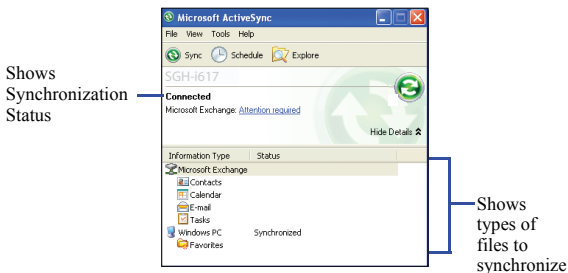 Microsoft ActiveSync
File View Tools Help
Sync Schedule Explore
SGH-i617
Connected
Microsoft Exchange: Attention required
Hide Details
Information Type Status
Microsoft Exchange
Contacts
Calendar
E-mail
Tasks
Windows PC Synchronized
Favorites
Shows
Synchronization
Status
Shows
types of
files to
synchronize